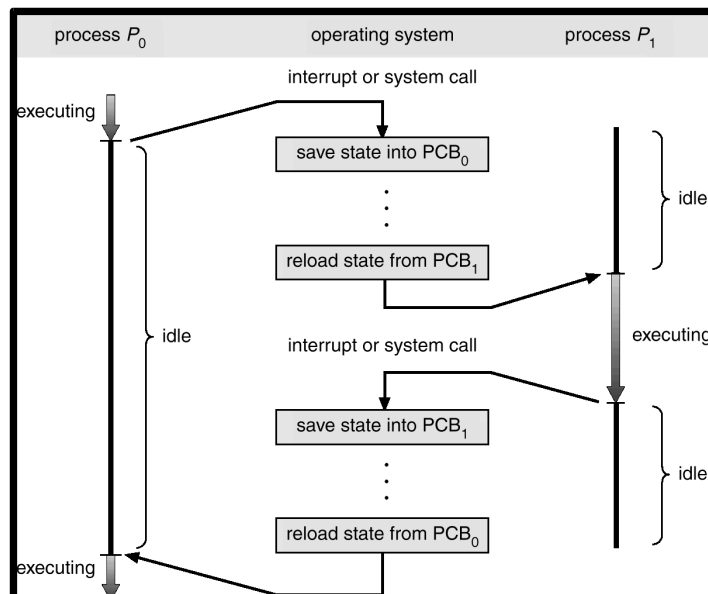 process P₀
operating system
process P₁
interrupt or system call
executing
save state into PCB₀
idle
reload state from PCB₁
idle
executing
interrupt or system call
save state into PCB₁
idle
reload state from PCB₀
executing